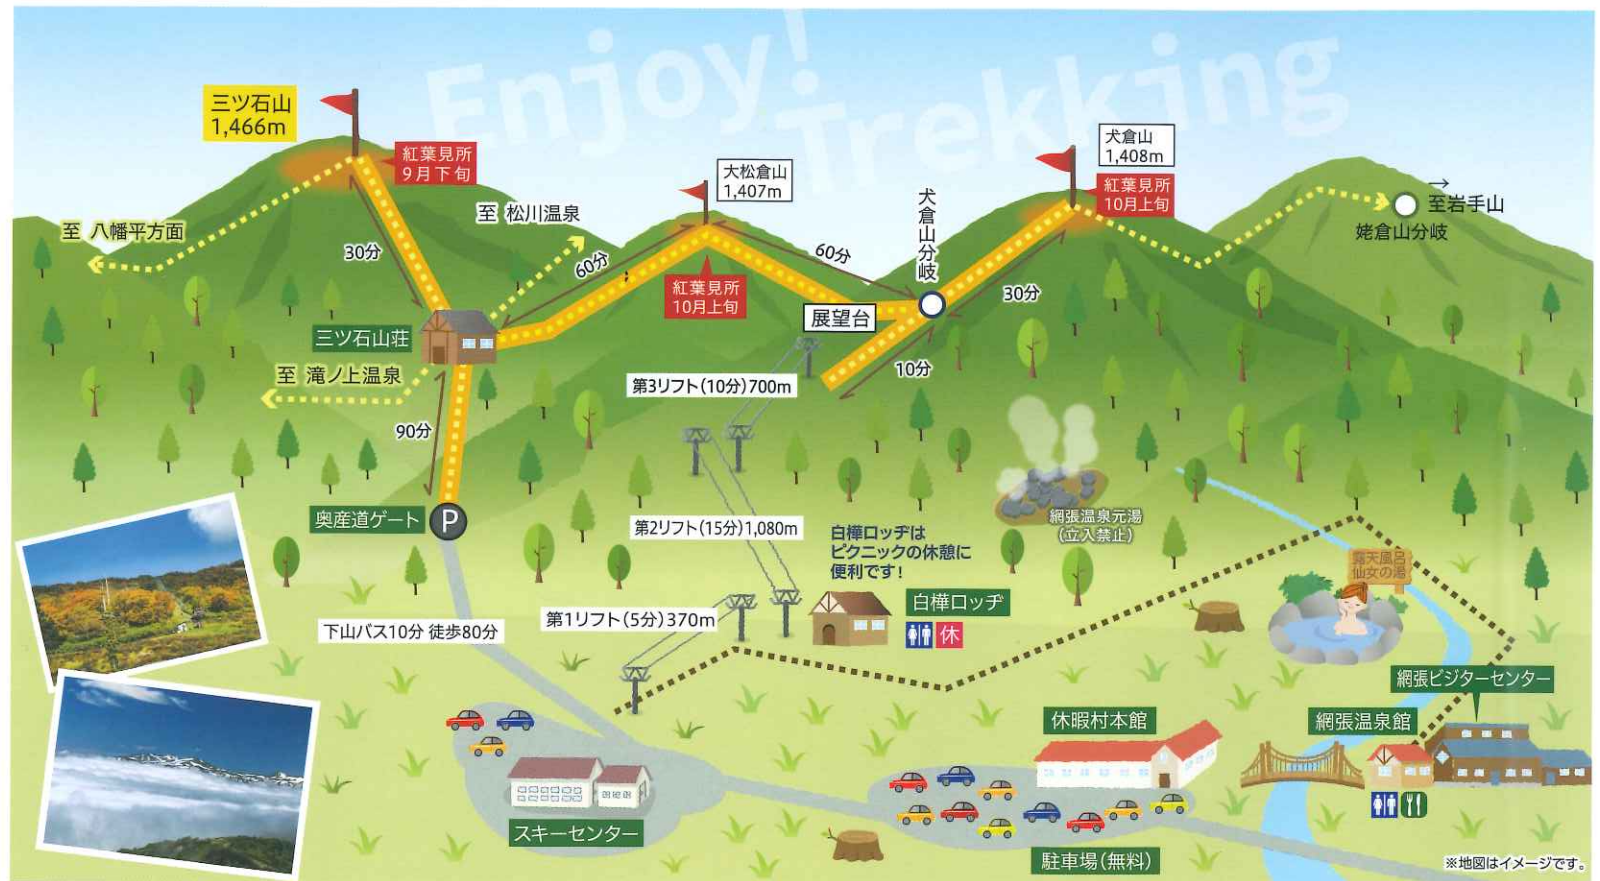 Enjoy!
Trekking
三ツ石山
1,466m
紅葉見所
9月下旬
大松倉山
1,407m
犬倉山
1,408m
紅葉見所
10月上旬
至 八幡平方面
至 松川温泉
犬倉山分岐
→
至岩手山
姥倉山分岐
30分
60分
60分
紅葉見所
10月上旬
30分
展望台
三ツ石山荘
至 滝ノ上温泉
10分
第3リフト(10分)700m
90分
奥産道ゲート
P
第2リフト(15分)1,080m
白樺ロッヂは
ピクニックの休憩に
便利です!
網張温泉元湯
(立入禁止)
露天風呂
仙女の湯
白樺ロッヂ
休
第1リフト(5分)370m
下山バス10分 徒歩80分
網張ビジターセンター
休暇村本館
網張温泉館
スキーセンター
駐車場(無料)
※地図はイメージです。